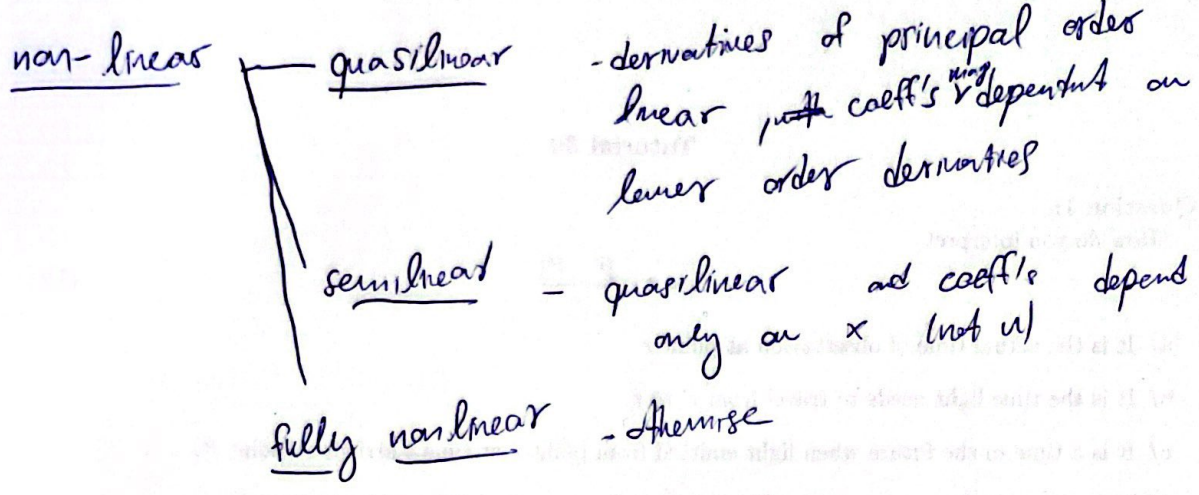 non-linear quasilinear - derivatives of principal order
linear, coeff's may dependent on
lower order derivatives
semilinear - quasilinear and coeff's depend
only on x (not u)
fully nonlinear - otherwise